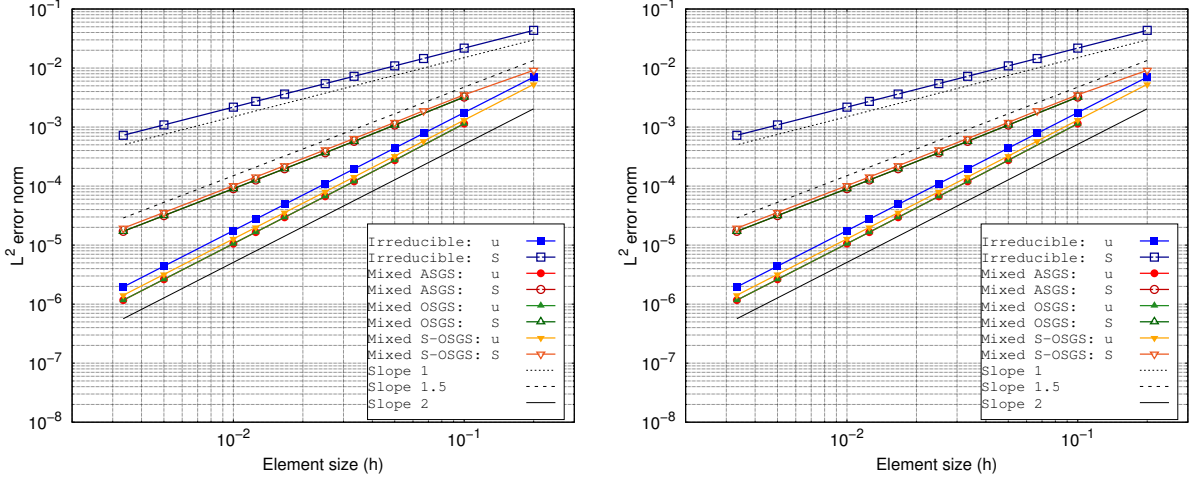 10⁻¹
10⁻²
10⁻³
10⁻⁴
10⁻⁵
10⁻⁶
10⁻⁷
10⁻⁸
L² error norm
Irreducible: u
Irreducible: S
Mixed ASGS: u
Mixed ASGS: S
Mixed OSGS: u
Mixed OSGS: S
Mixed S-OSGS: u
Mixed S-OSGS: S
Slope 1
Slope 1.5
Slope 2
10⁻² 10⁻¹
Element size (h)
10⁻¹
10⁻²
10⁻³
10⁻⁴
10⁻⁵
10⁻⁶
10⁻⁷
10⁻⁸
L² error norm
Irreducible: u
Irreducible: S
Mixed ASGS: u
Mixed ASGS: S
Mixed OSGS: u
Mixed OSGS: S
Mixed S-OSGS: u
Mixed S-OSGS: S
Slope 1
Slope 1.5
Slope 2
10⁻² 10⁻¹
Element size (h)